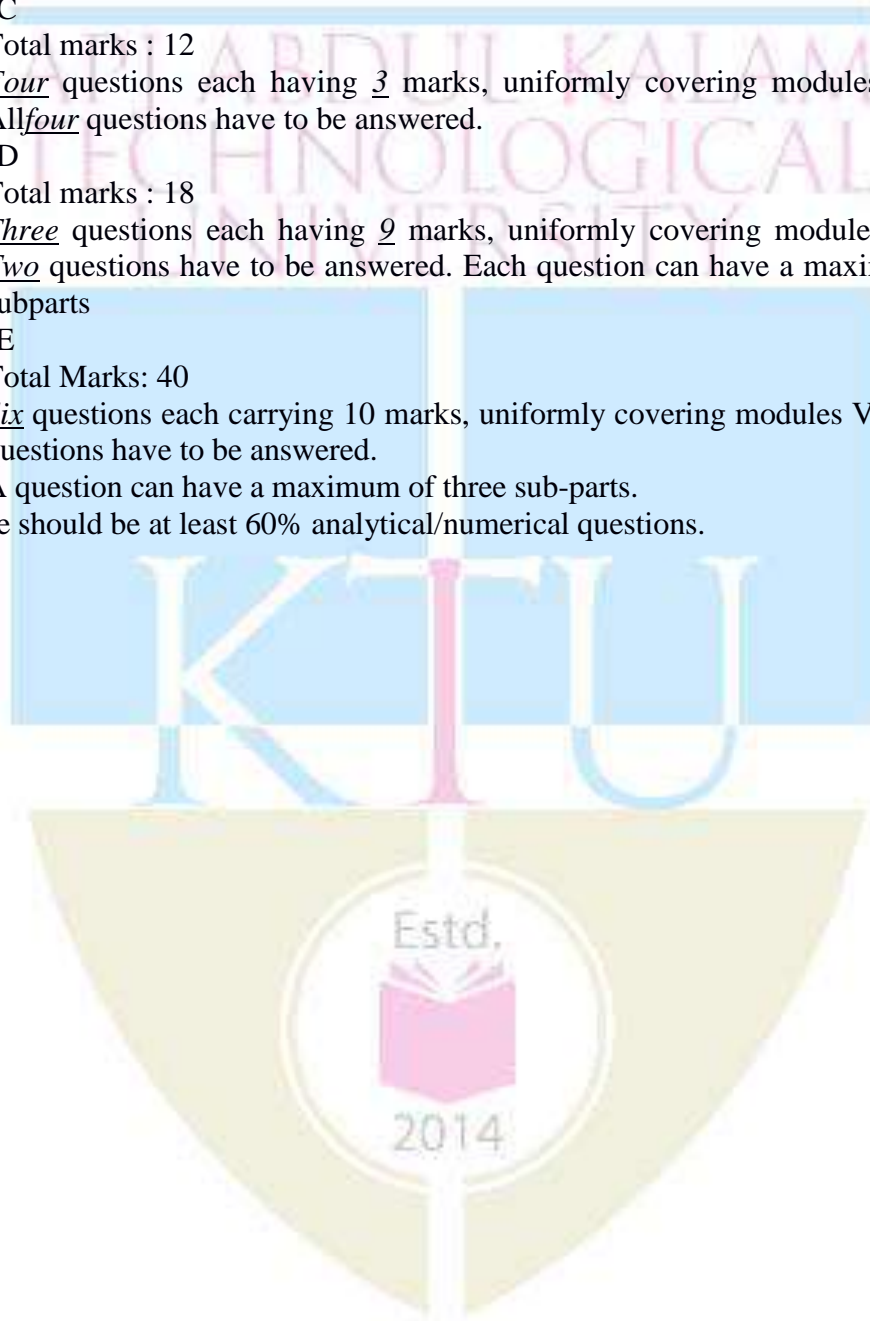 C
Total marks : 12
Four questions each having 3 marks, uniformly covering modules
All four questions have to be answered.
D
Total marks : 18
Three questions each having 9 marks, uniformly covering module
Two questions have to be answered. Each question can have a maxi
ubparts
E
Total Marks: 40
ix questions each carrying 10 marks, uniformly covering modules V
uestions have to be answered.
A question can have a maximum of three sub-parts.
e should be at least 60% analytical/numerical questions.
API ABDUL KALAM
TECHNOLOGICAL
UNIVERSITY
KTU
Estd.
2014